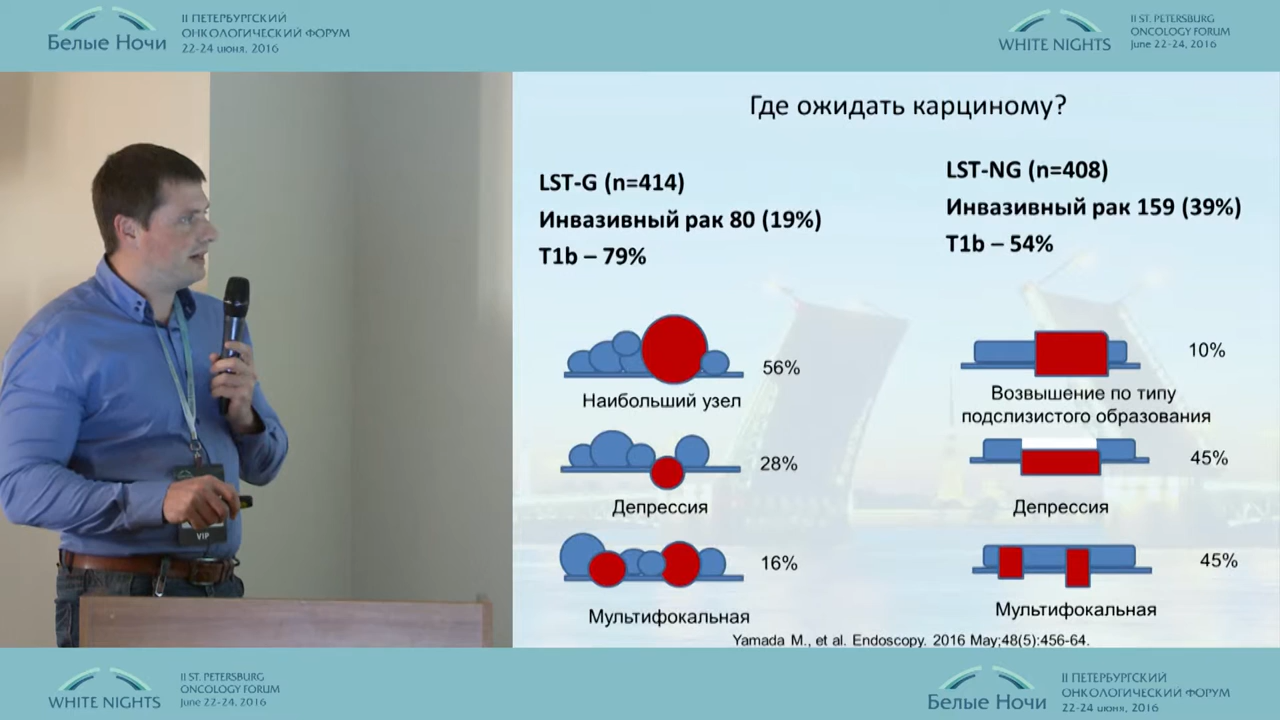 Белые Ночи
II ПЕТЕРБУРГСКИЙ
ОНКОЛОГИЧЕСКИЙ ФОРУМ
22-24 июня, 2016
WHITE NIGHTS
II ST. PETERSBURG
ONCOLOGY FORUM
June 22-24, 2016
Где ожидать карциному?
LST-G (n=414)
Инвазивный рак 80 (19%)
T1b – 79%
56%
Наибольший узел
28%
Депрессия
16%
Мультифокальная
LST-NG (n=408)
Инвазивный рак 159 (39%)
T1b – 54%
10%
Возвышение по типу
подслизистого образования
45%
Депрессия
45%
Мультифокальная
Yamada M., et al. Endoscopy. 2016 May;48(5):456-64.
VIP
WHITE NIGHTS
II ST. PETERSBURG
ONCOLOGY FORUM
June 22-24, 2016
Белые Ночи
II ПЕТЕРБУРГСКИЙ
ОНКОЛОГИЧЕСКИЙ ФОРУМ
22-24 июня, 2016